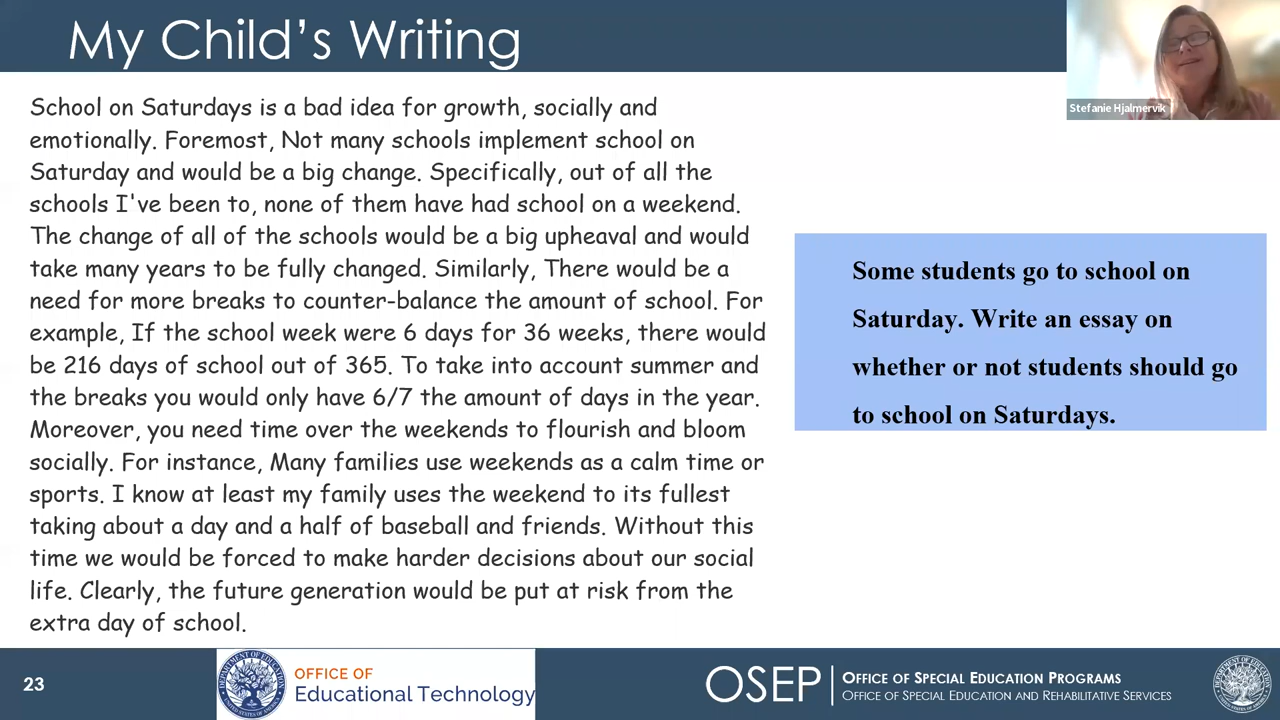 My Child's Writing
Stefanie Hjalmervik
School on Saturdays is a bad idea for growth, socially and
emotionally. Foremost, Not many schools implement school on
Saturday and would be a big change. Specifically, out of all the
schools I've been to, none of them have had school on a weekend.
The change of all of the schools would be a big upheaval and would
take many years to be fully changed. Similarly, There would be a
need for more breaks to counter-balance the amount of school. For
example, If the school week were 6 days for 36 weeks, there would
be 216 days of school out of 365. To take into account summer and
the breaks you would only have 6/7 the amount of days in the year.
Moreover, you need time over the weekends to flourish and bloom
socially. For instance, Many families use weekends as a calm time or
sports. I know at least my family uses the weekend to its fullest
taking about a day and a half of baseball and friends. Without this
time we would be forced to make harder decisions about our social
life. Clearly, the future generation would be put at risk from the
extra day of school.
Some students go to school on
Saturday. Write an essay on
whether or not students should go
to school on Saturdays.
23
OFFICE OF
Educational Technology
OSEP
OFFICE OF SPECIAL EDUCATION PROGRAMS
OFFICE OF SPECIAL EDUCATION AND REHABILITATIVE SERVICES